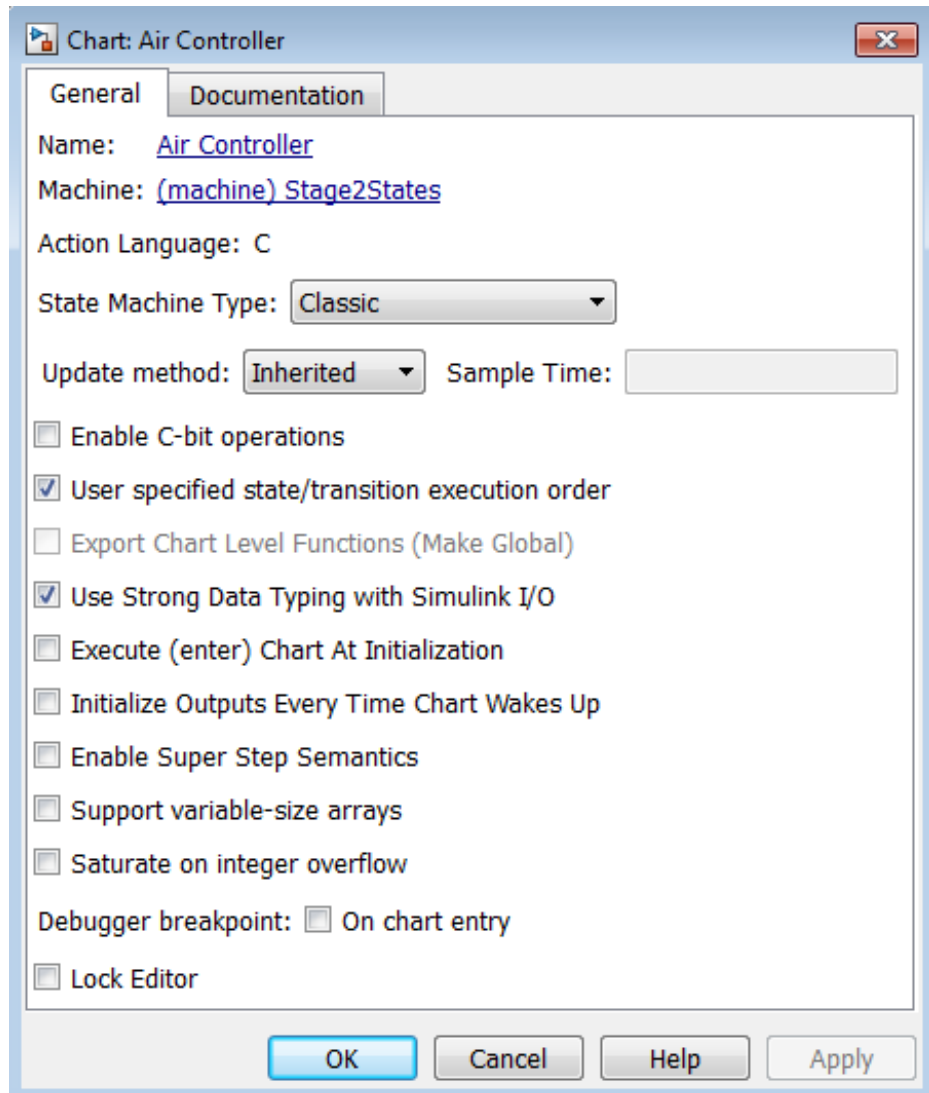 Chart: Air Controller
General Documentation
Name: Air Controller
Machine: (machine) Stage2States
Action Language: C
State Machine Type: Classic
Update method: Inherited Sample Time:
Enable C-bit operations
User specified state/transition execution order
Export Chart Level Functions (Make Global)
Use Strong Data Typing with Simulink I/O
Execute (enter) Chart At Initialization
Initialize Outputs Every Time Chart Wakes Up
Enable Super Step Semantics
Support variable-size arrays
Saturate on integer overflow
Debugger breakpoint: On chart entry
Lock Editor
OK Cancel Help Apply